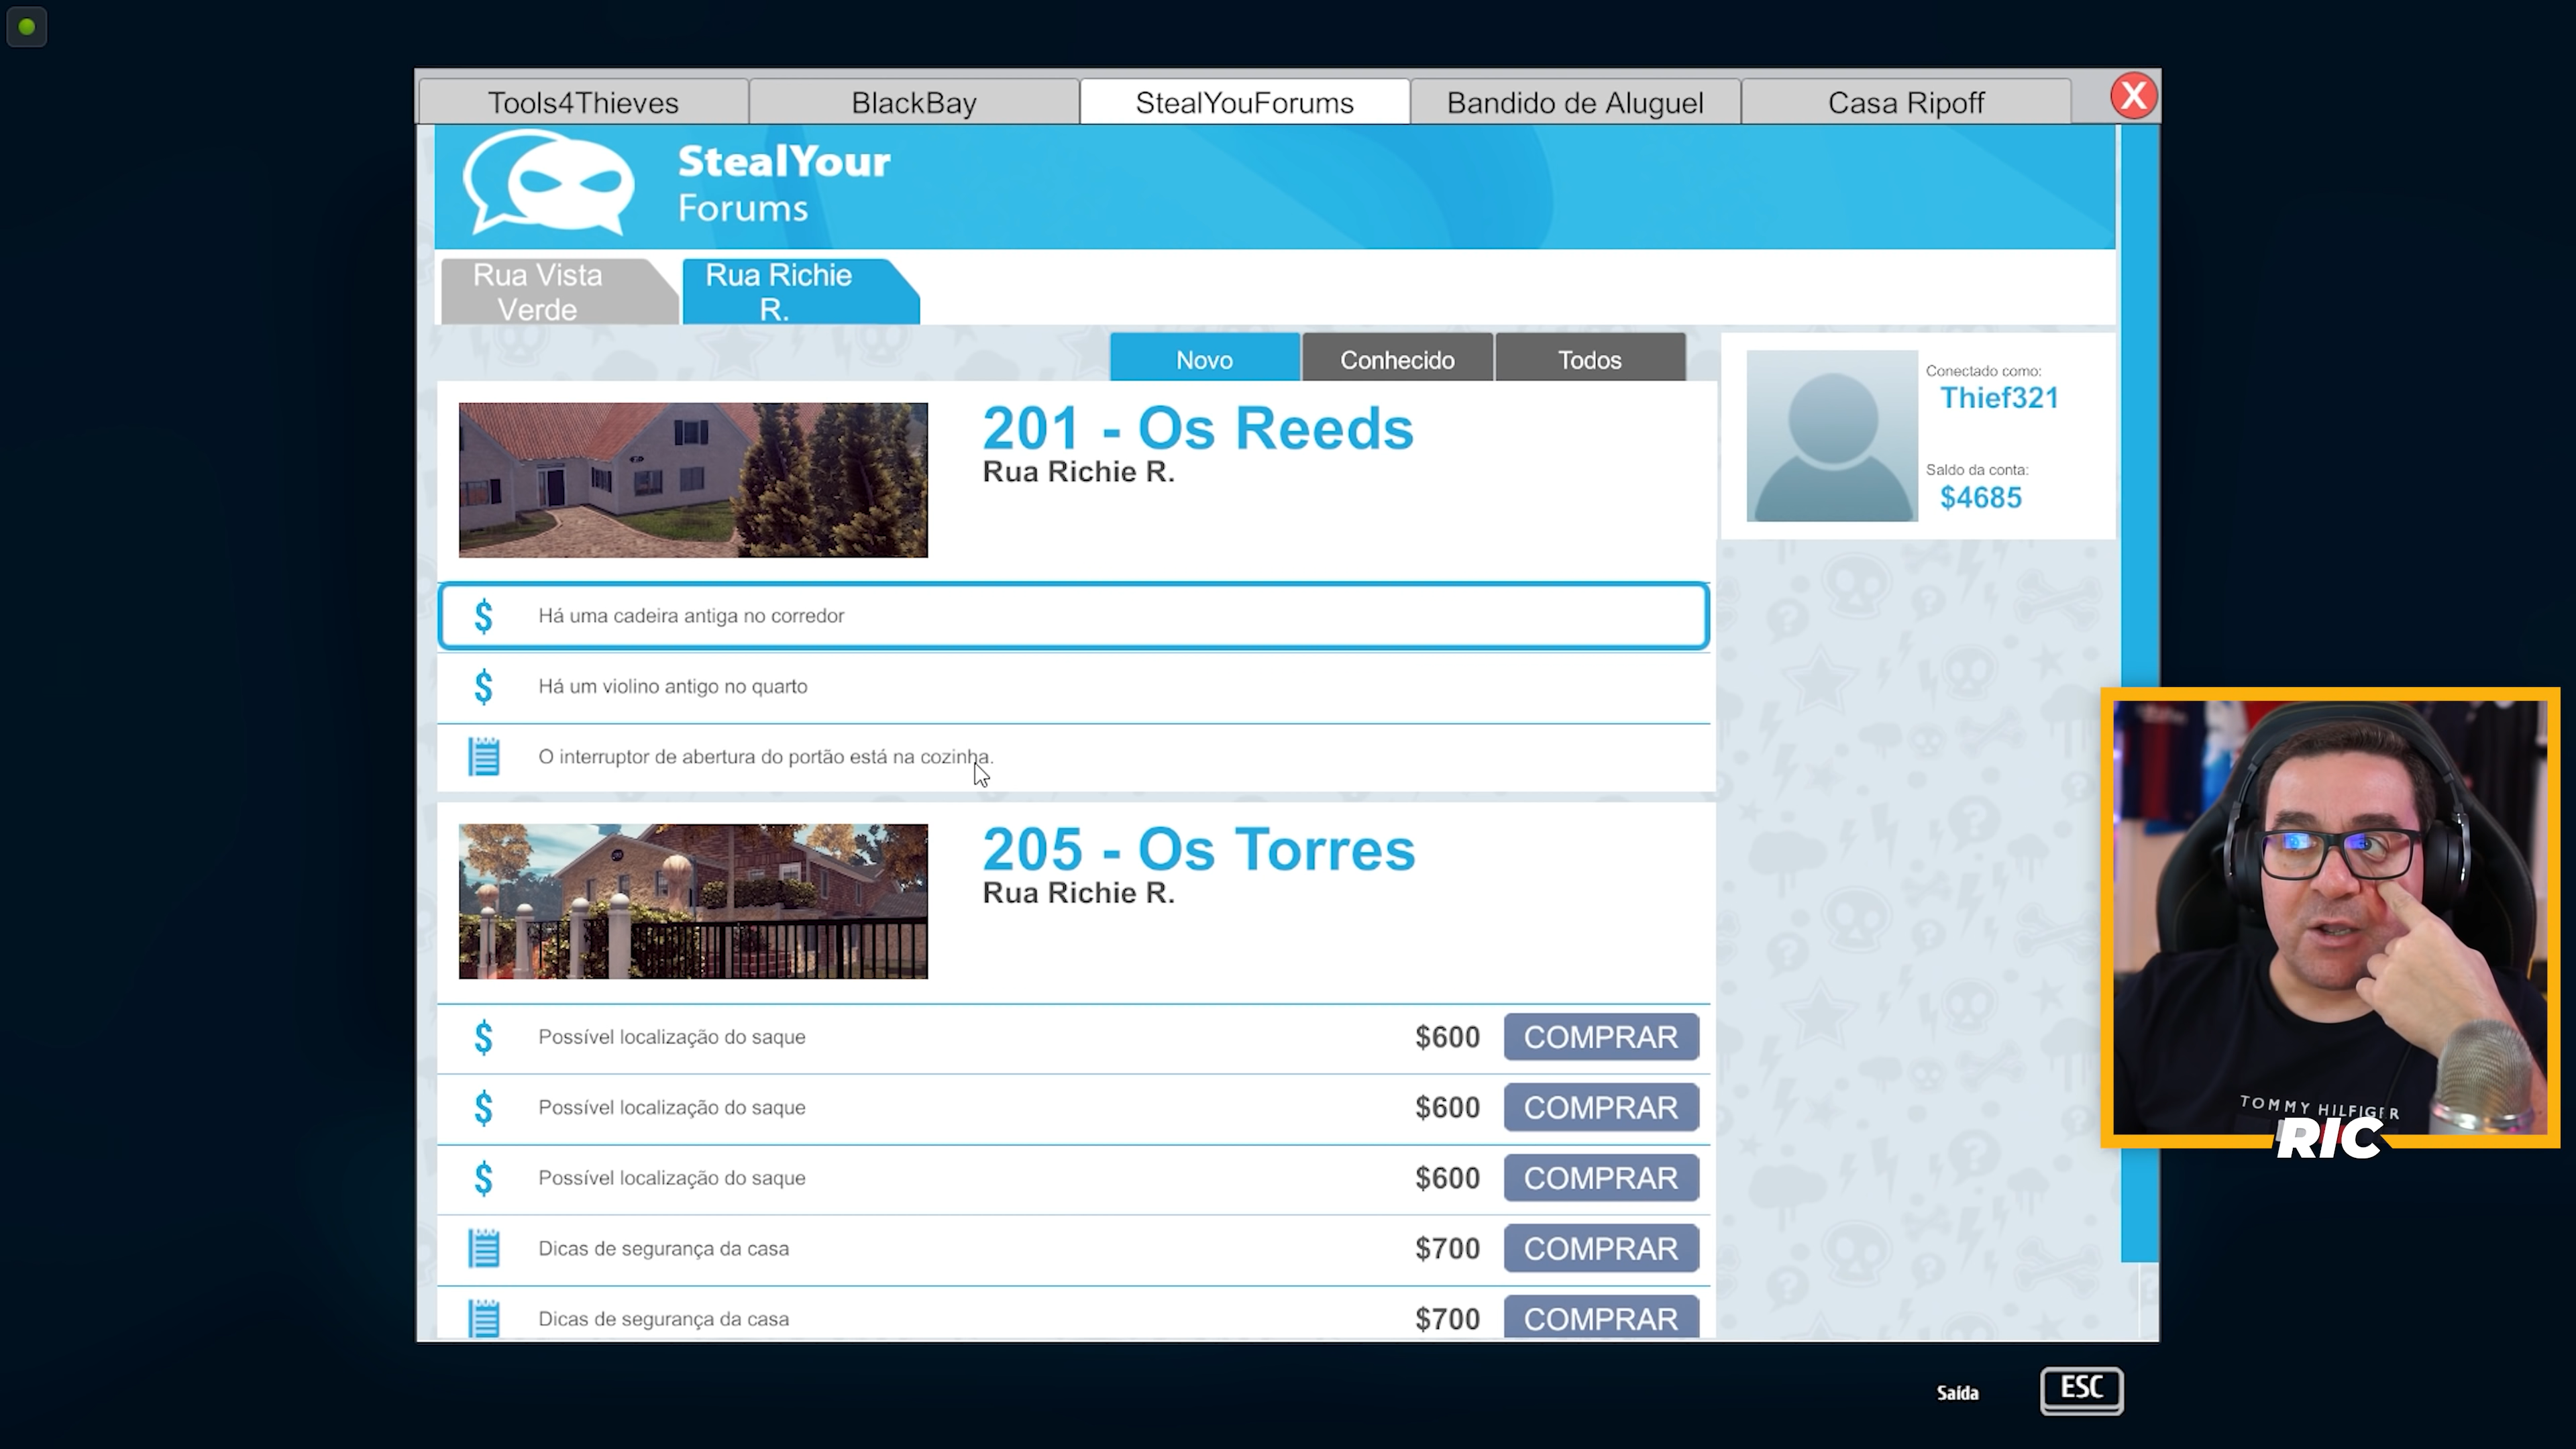 Tools4Thieves
BlackBay
StealYouForums
Bandido de Aluguel
Casa Ripoff
X
StealYour
Forums
Rua Vista
Verde
Rua Richie
R.
Novo
Conhecido
Todos
Conectado como:
Thief321
Saldo da conta:
$4685
201 - Os Reeds
Rua Richie R.
$ Há uma cadeira antiga no corredor
$ Há um violino antigo no quarto
O interruptor de abertura do portão está na cozinha.
205 - Os Torres
Rua Richie R.
$ Possível localização do saque $600 COMPRAR
$ Possível localização do saque $600 COMPRAR
$ Possível localização do saque $600 COMPRAR
Dicas de segurança da casa $700 COMPRAR
Dicas de segurança da casa $700 COMPRAR
TOMMY HILFIGER
RIC
Saída
ESC